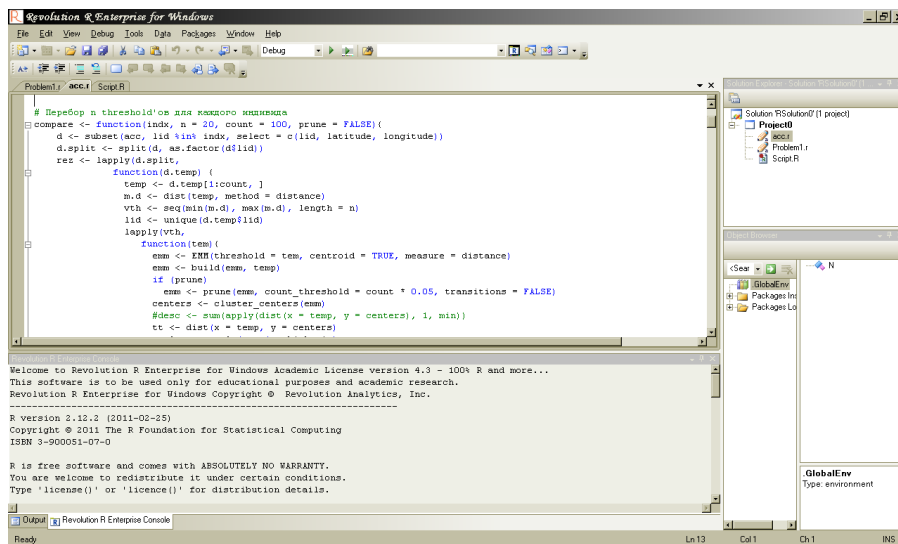 Revolution R Enterprise for Windows
File Edit View Debug Tools Data Packages Window Help
Debug
Problem1.r acc.r Script.R
# Перебор n threshold'ов для каждого индивида
compare <- function(indx, n = 20, count = 100, prune = FALSE){
d <- subset(acc, lid %in% indx, select = c(lid, latitude, longitude))
d.split <- split(d, as.factor(d$lid))
rez <- lapply(d.split,
function(d.temp) {
temp <- d.temp[1:count, ]
m.d <- dist(temp, method = distance)
vth <- seq(min(m.d), max(m.d), length = n)
lid <- unique(d.temp$lid)
lapply(vth,
function(tem){
emm <- EMM(threshold = tem, centroid = TRUE, measure = distance)
emm <- build(emm, temp)
if (prune)
emm <- prune(emm, count_threshold = count * 0.05, transitions = FALSE)
centers <- cluster_centers(emm)
#desc <- sum(apply(dist(x = temp, y = centers), 1, min))
tt <- dist(x = temp, y = centers)
Solution Explorer - Solution 'RSolution0' (1
Solution 'RSolution0' (1 project)
Project0
acc.r
Problem1.r
Script.R
Object Browser
<Sear
GlobalEnv
Packages Ins
Packages Lo
N
.GlobalEnv
Type: environment
Revolution R Enterprise Console
Welcome to Revolution R Enterprise for Windows Academic License version 4.3 - 100% R and more...
This software is to be used only for educational purposes and academic research.
Revolution R Enterprise for Windows Copyright © Revolution Analytics, Inc.
--------------------------------------------------------------------
R version 2.12.2 (2011-02-25)
Copyright © 2011 The R Foundation for Statistical Computing
ISBN 3-900051-07-0
R is free software and comes with ABSOLUTELY NO WARRANTY.
You are welcome to redistribute it under certain conditions.
Type 'license()' or 'licence()' for distribution details.
Output Revolution R Enterprise Console
Ready Ln 13 Col 1 Ch 1 INS